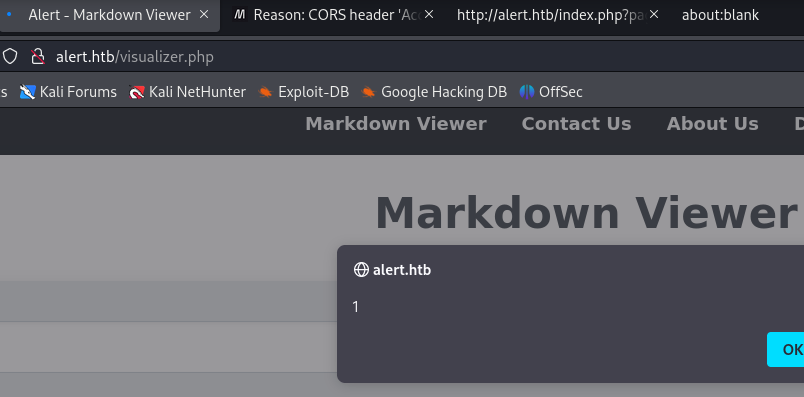 Alert - Markdown Viewer Reason: CORS header 'Ac http://alert.htb/index.php?pa about:blank
alert.htb/visualizer.php
s Kali Forums Kali NetHunter Exploit-DB Google Hacking DB OffSec
Markdown Viewer Contact Us About Us D
Markdown Viewer
alert.htb
1
OK